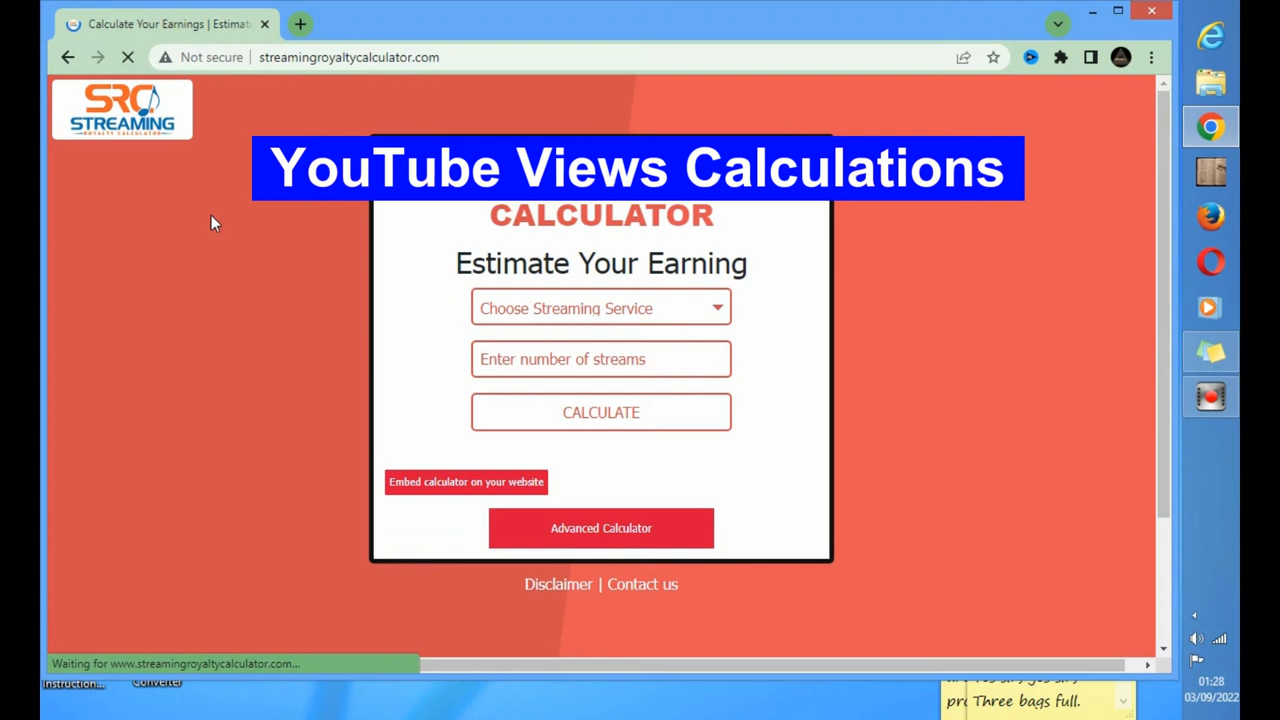 Calculate Your Earnings | Estimat
Not secure
streamingroyaltycalculator.com
SRC
STREAMING
ROYALTY CALCULATOR
YouTube Views Calculations
CALCULATOR
Estimate Your Earning
Choose Streaming Service
Enter number of streams
CALCULATE
Embed calculator on your website
Advanced Calculator
Disclaimer | Contact us
Waiting for www.streamingroyaltycalculator.com...
Instruction...
Converter
Three bags full.
01:28
03/09/2022